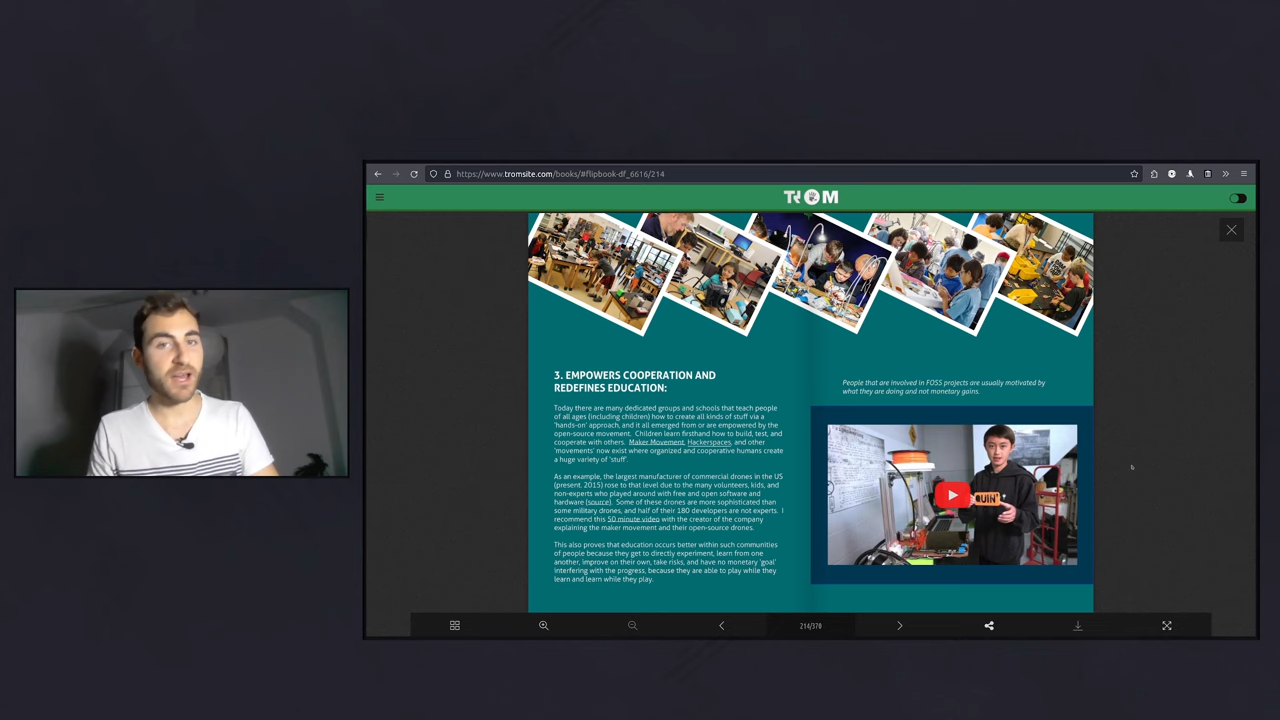 https://www.tromsite.com/books/#flipbook-df_6616/214
TROM
3. EMPOWERS COOPERATION AND
REDEFINES EDUCATION:
Today there are many dedicated groups and schools that teach people
of all ages (including children) how to create all kinds of stuff via a
'hands-on' approach, and it all emerged from or are empowered by the
open-source movement. Children learn firsthand how to build, test, and
cooperate with others. Maker Movement, Hackerspaces, and other
'movements' now exist where organized and cooperative humans create
a huge variety of 'stuff'.
As an example, the largest manufacturer of commercial drones in the US
(present, 2015) rose to that level due to the many volunteers, kids, and
non-experts who played around with free and open software and
hardware (source). Some of these drones are more sophisticated than
some military drones, and half of their 180 developers are not experts. I
recommend this 50 minute video with the creator of the company
explaining the maker movement and their open-source drones.
This also proves that education occurs better within such communities
of people because they get to directly experiment, learn from one
another, improve on their own, take risks, and have no monetary 'goal'
interfering with the progress, because they are able to play while they
learn and learn while they play.
People that are involved in FOSS projects are usually motivated by
what they are doing and not monetary gains.
QUIN
214/370